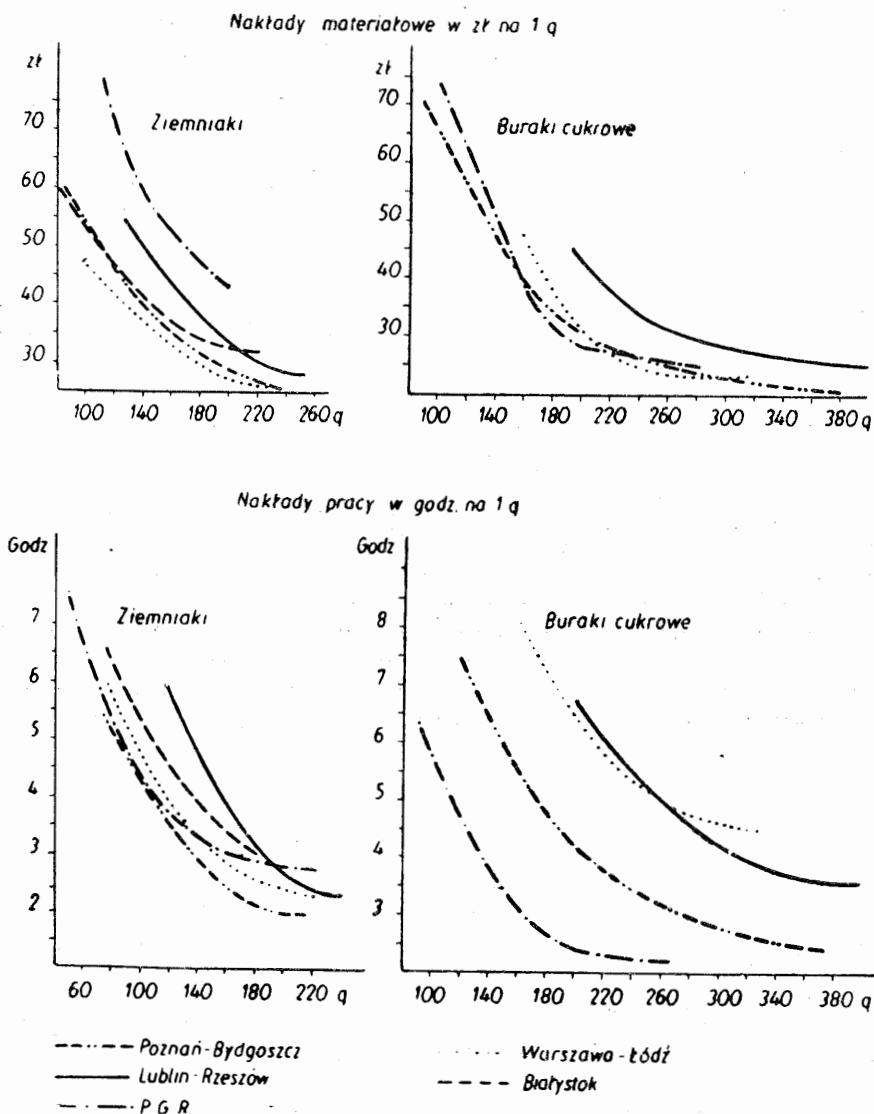 Nakłady materiałowe w zł na 1 q
zł
70
60
50
40
30
Ziemniaki
100 140 180 220 260 q
zł
70
60
50
40
30
Buraki cukrowe
100 140 180 220 260 300 340 380 q
Nakłady pracy w godz. na 1 q
Godz
7
6
5
4
3
2
Ziemniaki
60 100 140 180 220 q
8
7
6
5
4
3
Buraki cukrowe
100 140 180 220 260 300 340 380 q
Poznań-Bydgoszcz
Lublin-Rzeszów
P G R
Warszawa-Łódź
Białystok